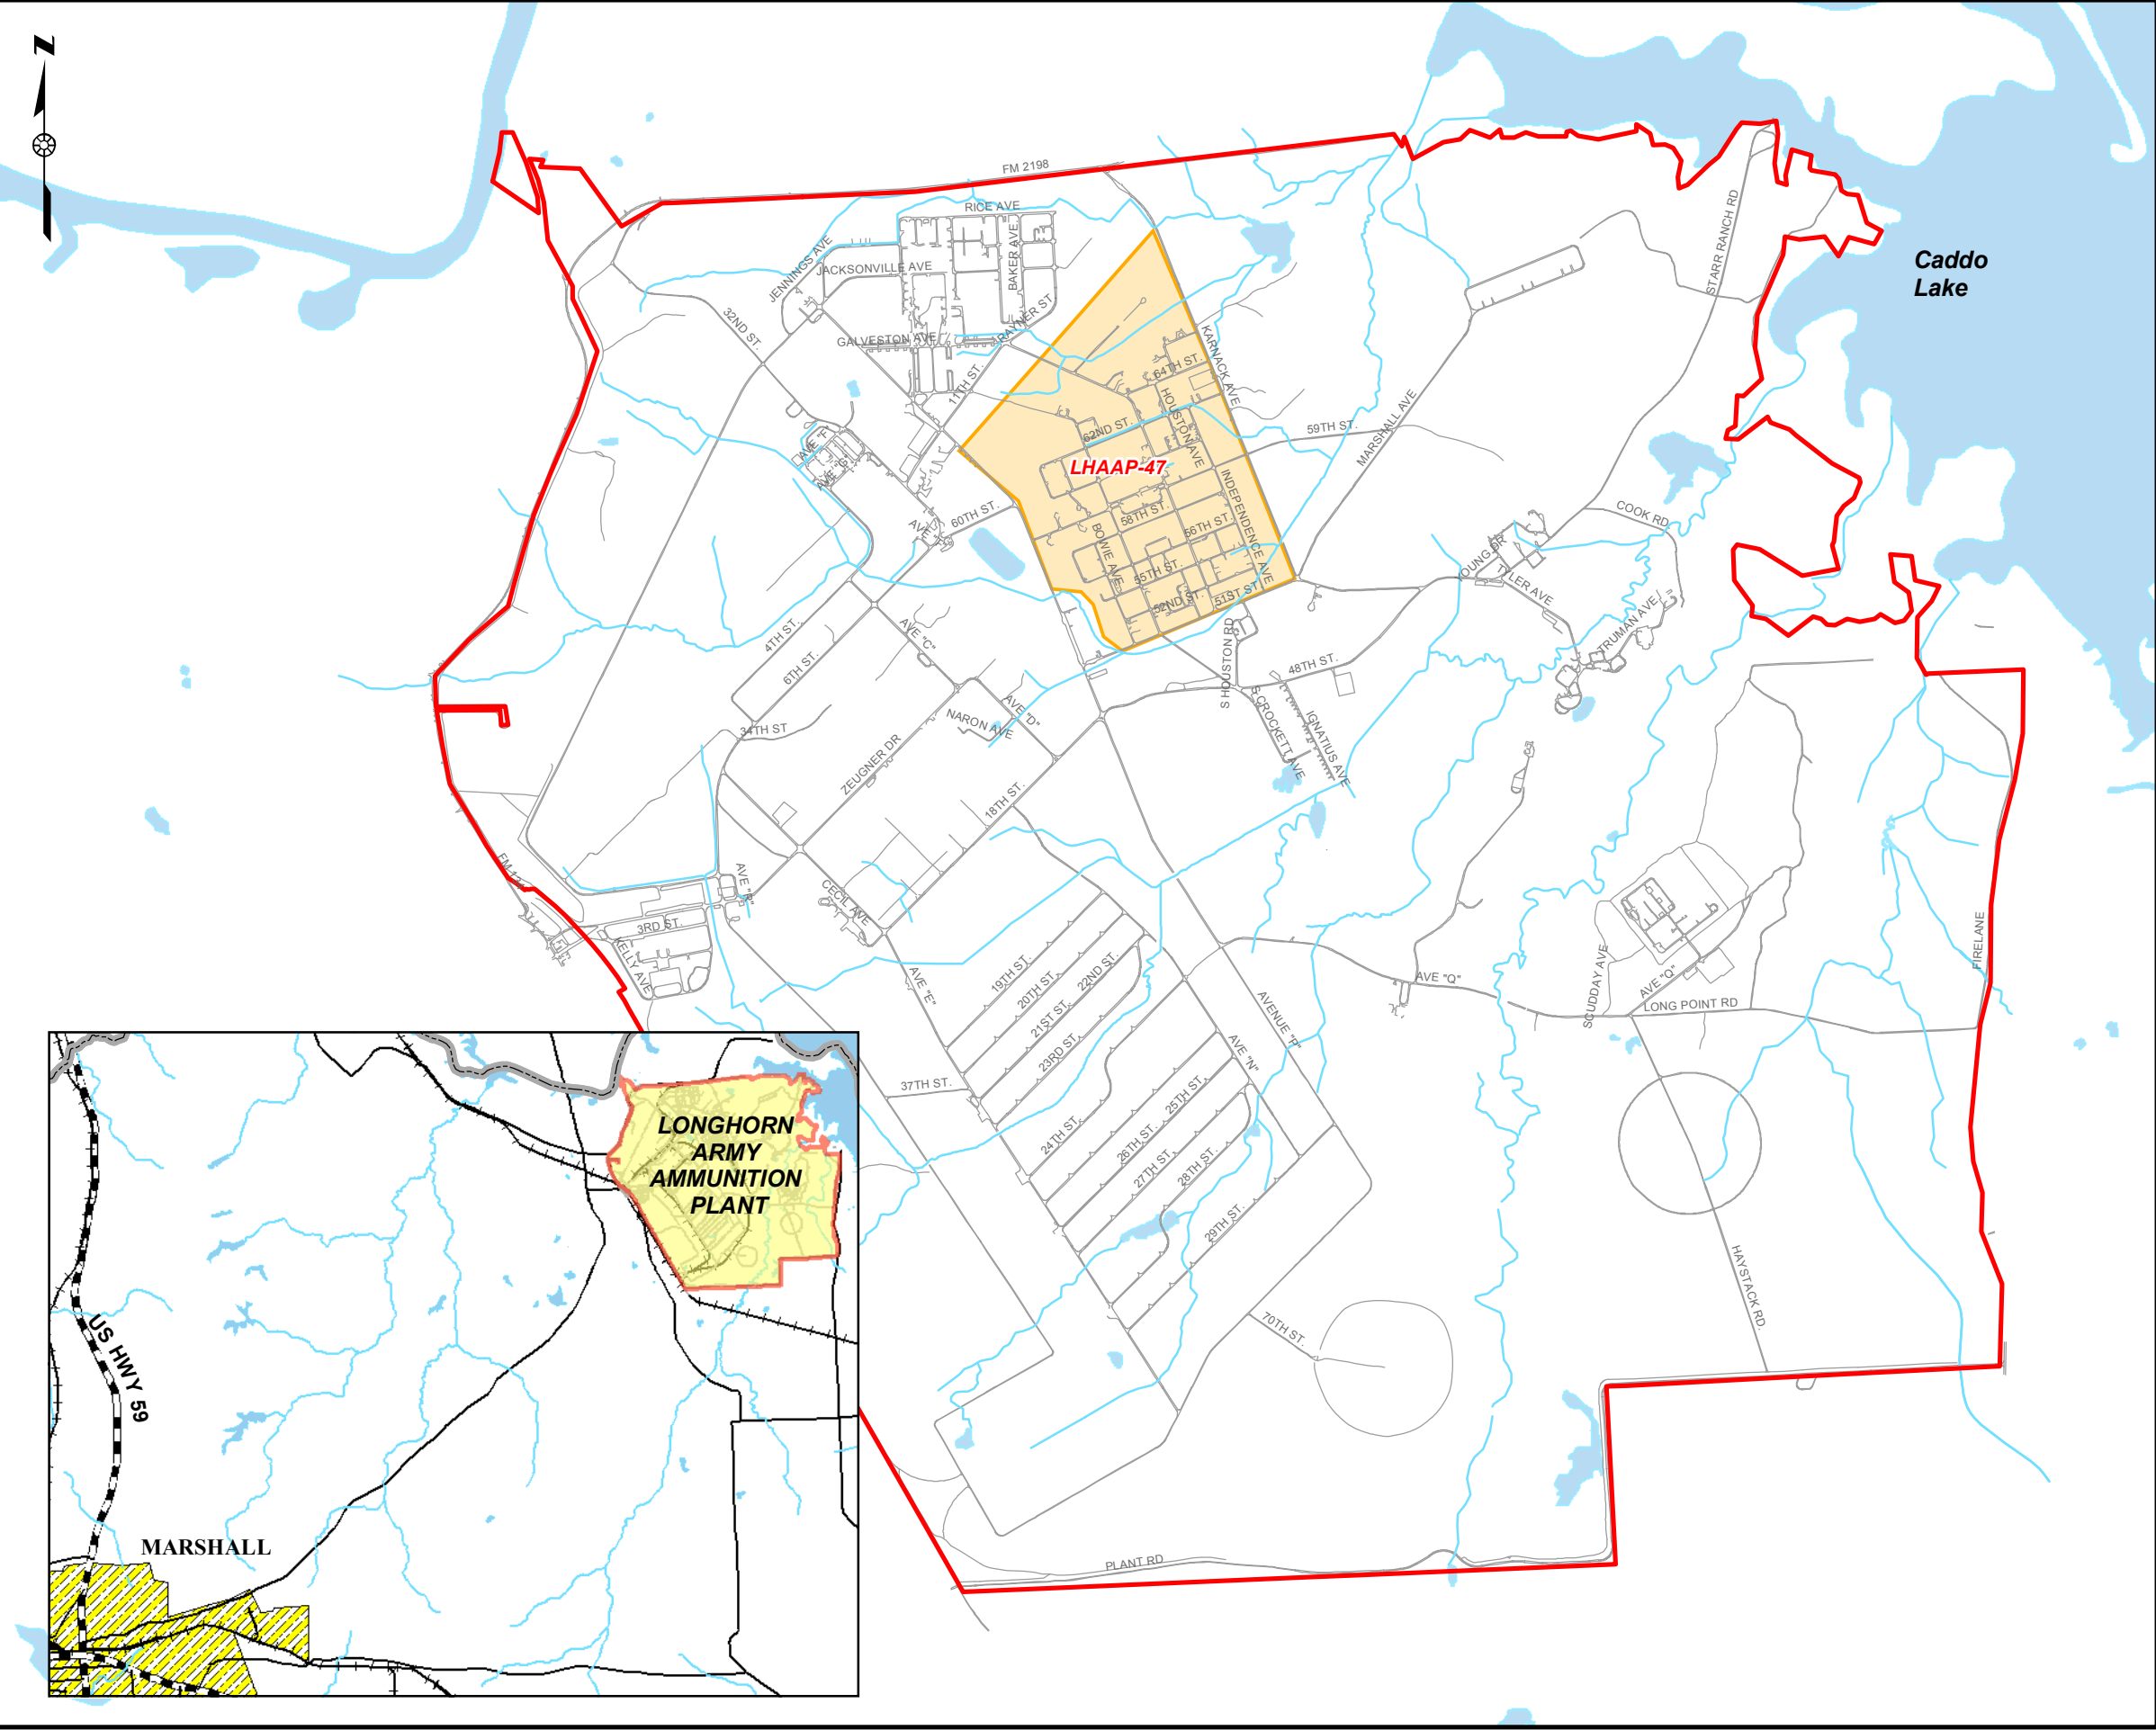 N
FM 2198
RICE AVE
JENNINGS AVE
JACKSONVILLE AVE
BAKER AVE
STARR RANCH RD
Caddo
Lake
32ND ST.
GALVESTON AVE
RAYNER ST
KARNACK AVE
11TH ST.
64TH ST.
HOUSTON AVE
62ND ST.
59TH ST.
MARSHALL AVE
AVE "F"
AVE "G"
LHAAP-47
INDEPENDENCE AVE
60TH ST.
58TH ST.
56TH ST.
COOK RD
BOWIE AVE
YOUNG DR
55TH ST.
TYLER AVE
52ND ST.
51ST ST
TRUMAN AVE
4TH ST.
AVE "C"
S HOUSTON RD
6TH ST.
48TH ST.
AVE "D"
NARON AVE
S CROCKETT AVE
IGNATIUS AVE
34TH ST
ZEUGNER DR
18TH ST.
CECIL AVE
3RD ST.
KELLY AVE
FIRELANE
AVE "E"
19TH ST.
20TH ST.
21ST ST.
22ND ST.
23RD ST.
AVE "Q"
SCUDDAY AVE
AVE "Q"
LONG POINT RD
AVENUE "P"
AVE "N"
37TH ST.
24TH ST.
25TH ST.
26TH ST.
27TH ST.
28TH ST.
29TH ST.
HAYSTACK RD.
70TH ST.
PLANT RD
LONGHORN
ARMY
AMMUNITION
PLANT
US HWY 59
MARSHALL